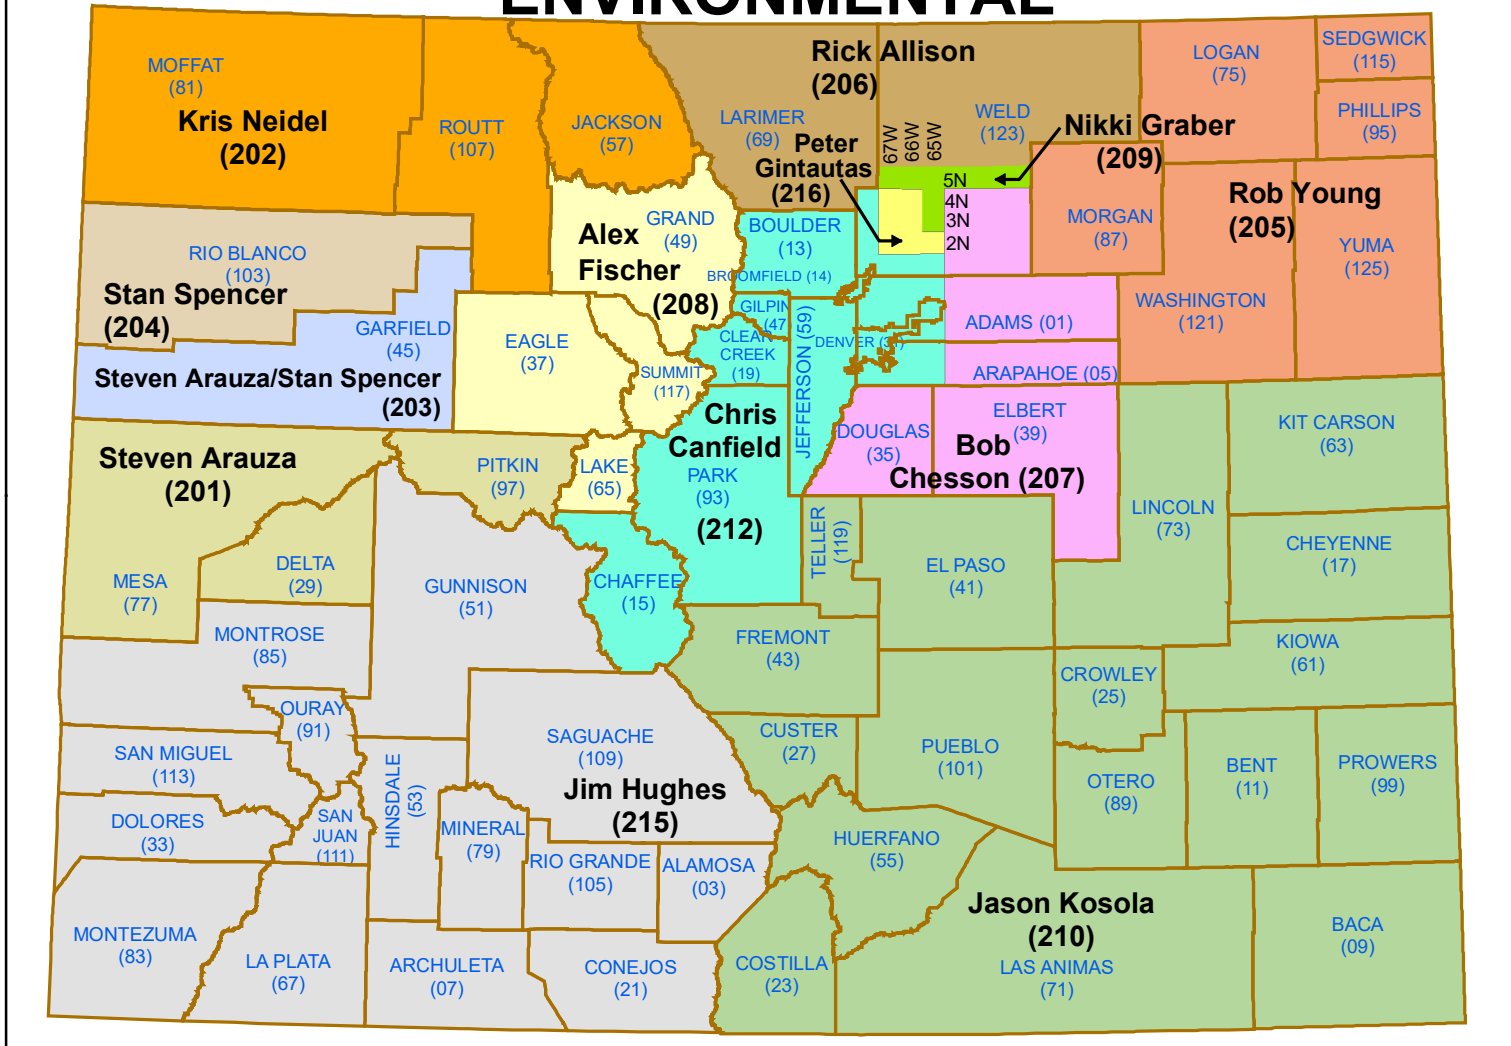 ENVIRONMENTAL
MOFFAT
(81)
Kris Neidel
(202)
ROUTT
(107)
JACKSON
(57)
LARIMER
(69)
Rick Allison
(206)
WELD
(123)
LOGAN
(75)
SEDGWICK
(115)
PHILLIPS
(95)
Nikki Graber
(209)
Peter
Gintautas
(216)
67W
66W
65W
5N
4N
3N
2N
MORGAN
(87)
Rob Young
(205)
YUMA
(125)
WASHINGTON
(121)
RIO BLANCO
(103)
Stan Spencer
(204)
GARFIELD
(45)
Steven Arauza/Stan Spencer
(203)
Alex
Fischer
(208)
GRAND
(49)
EAGLE
(37)
SUMMIT
(117)
LAKE
(65)
BOULDER
(13)
BROOMFIELD (14)
GILPIN
(47
CLEAR
CREEK
(19)
JEFFERSON (59)
DENVER (31)
ADAMS (01)
ARAPAHOE (05)
Chris
Canfield
PARK
(93)
(212)
DOUGLAS
(35)
ELBERT
(39)
Bob
Chesson (207)
KIT CARSON
(63)
LINCOLN
(73)
CHEYENNE
(17)
KIOWA
(61)
Steven Arauza
(201)
PITKIN
(97)
MESA
(77)
DELTA
(29)
GUNNISON
(51)
CHAFFEE
(15)
TELLER
(119)
EL PASO
(41)
FREMONT
(43)
MONTROSE
(85)
OURAY
(91)
SAN MIGUEL
(113)
DOLORES
(33)
SAN
JUAN
(111)
HINSDALE
(53)
SAGUACHE
(109)
Jim Hughes
(215)
MINERAL
(79)
RIO GRANDE
(105)
ALAMOSA
(03)
MONTEZUMA
(83)
LA PLATA
(67)
ARCHULETA
(07)
CONEJOS
(21)
CUSTER
(27)
PUEBLO
(101)
CROWLEY
(25)
OTERO
(89)
BENT
(11)
PROWERS
(99)
HUERFANO
(55)
Jason Kosola
(210)
COSTILLA
(23)
LAS ANIMAS
(71)
BACA
(09)